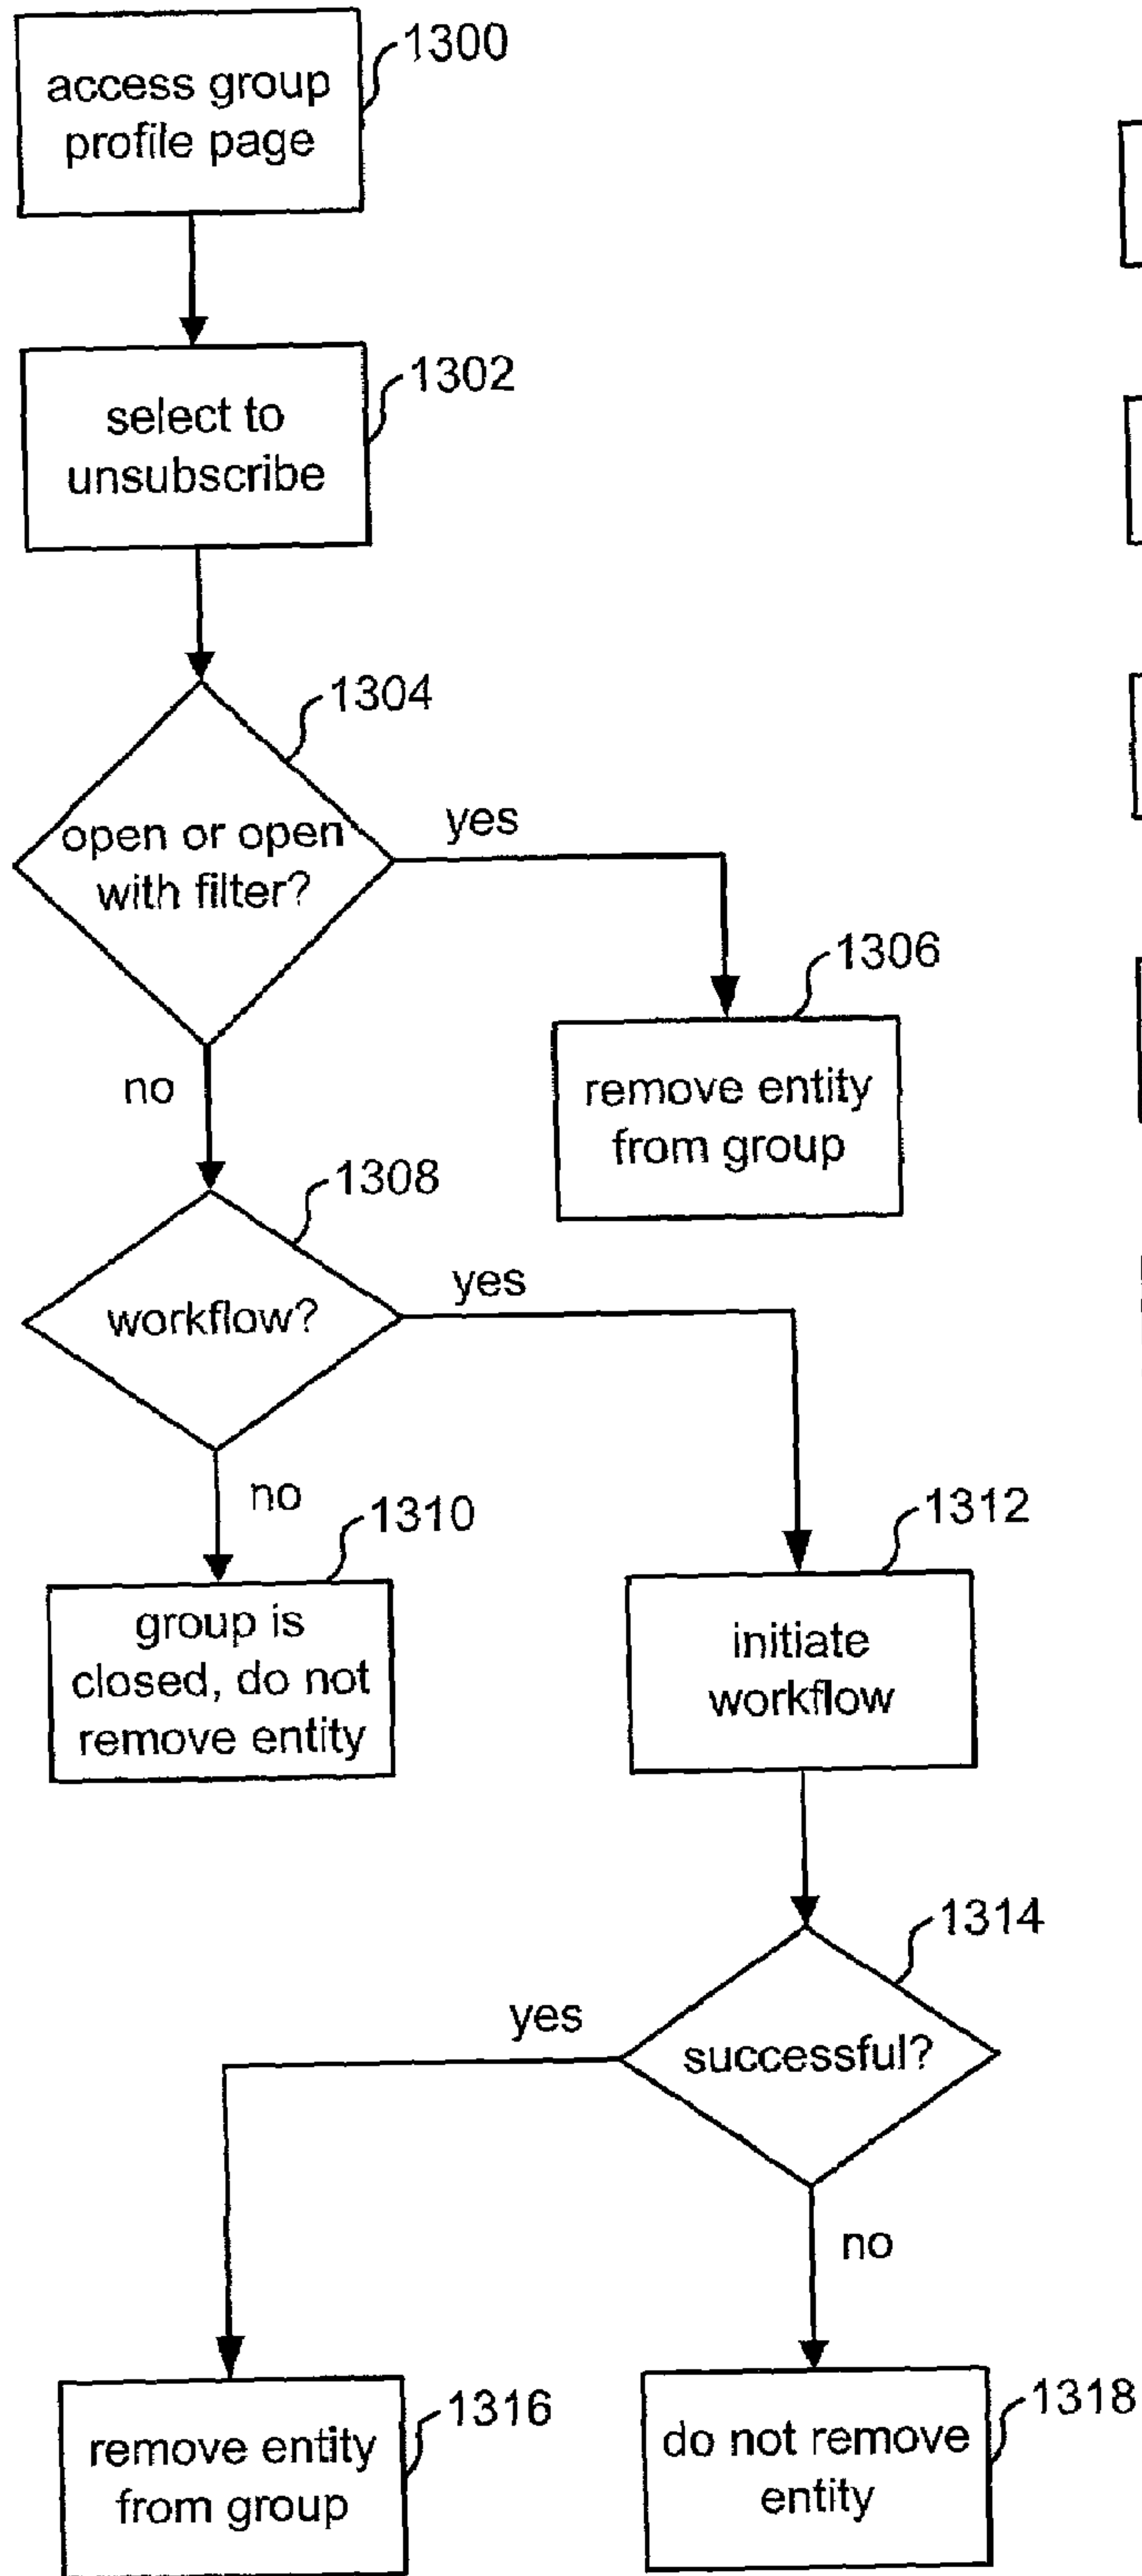 1300
access group
profile page
1302
select to
unsubscribe
1304
open or open
with filter?
yes
no
1306
remove entity
from group
1308
workflow?
yes
no
1310
group is
closed, do not
remove entity
1312
initiate
workflow
1314
successful?
yes
no
1316
remove entity
from group
1318
do not remove
entity